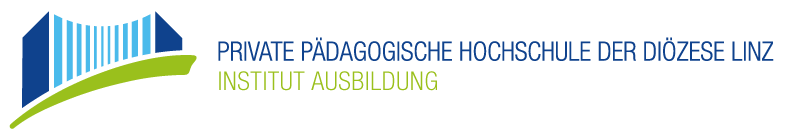 PRIVATE PÄDAGOGISCHE HOCHSCHULE DER DIÖZESE LINZ
INSTITUT AUSBILDUNG